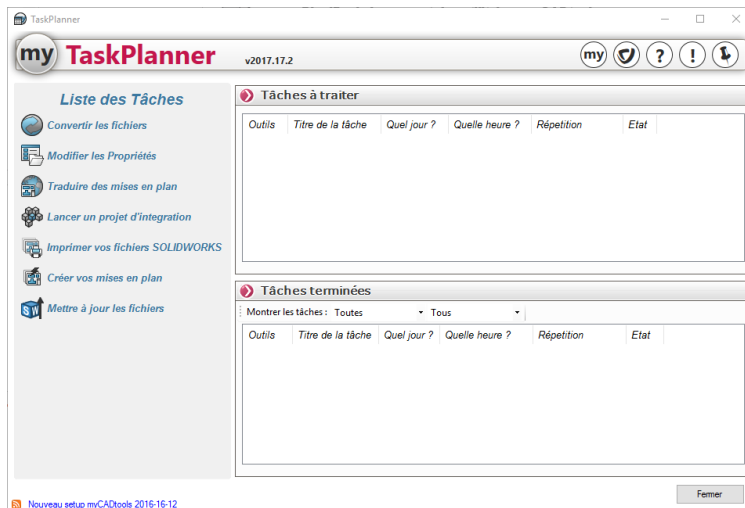 TaskPlanner
my TaskPlanner v2017.17.2 my ? !
Liste des Tâches
Convertir les fichiers
Modifier les Propriétés
Traduire des mises en plan
Lancer un projet d'integration
Imprimer vos fichiers SOLIDWORKS
Créer vos mises en plan
SW Mettre à jour les fichiers
Tâches à traiter
Outils Titre de la tâche Quel jour ? Quelle heure ? Répetition Etat
Tâches terminées
Montrer les tâches : Toutes Tous
Outils Titre de la tâche Quel jour ? Quelle heure ? Répetition Etat
Fermer
Nouveau setup myCADtools 2016-16-12